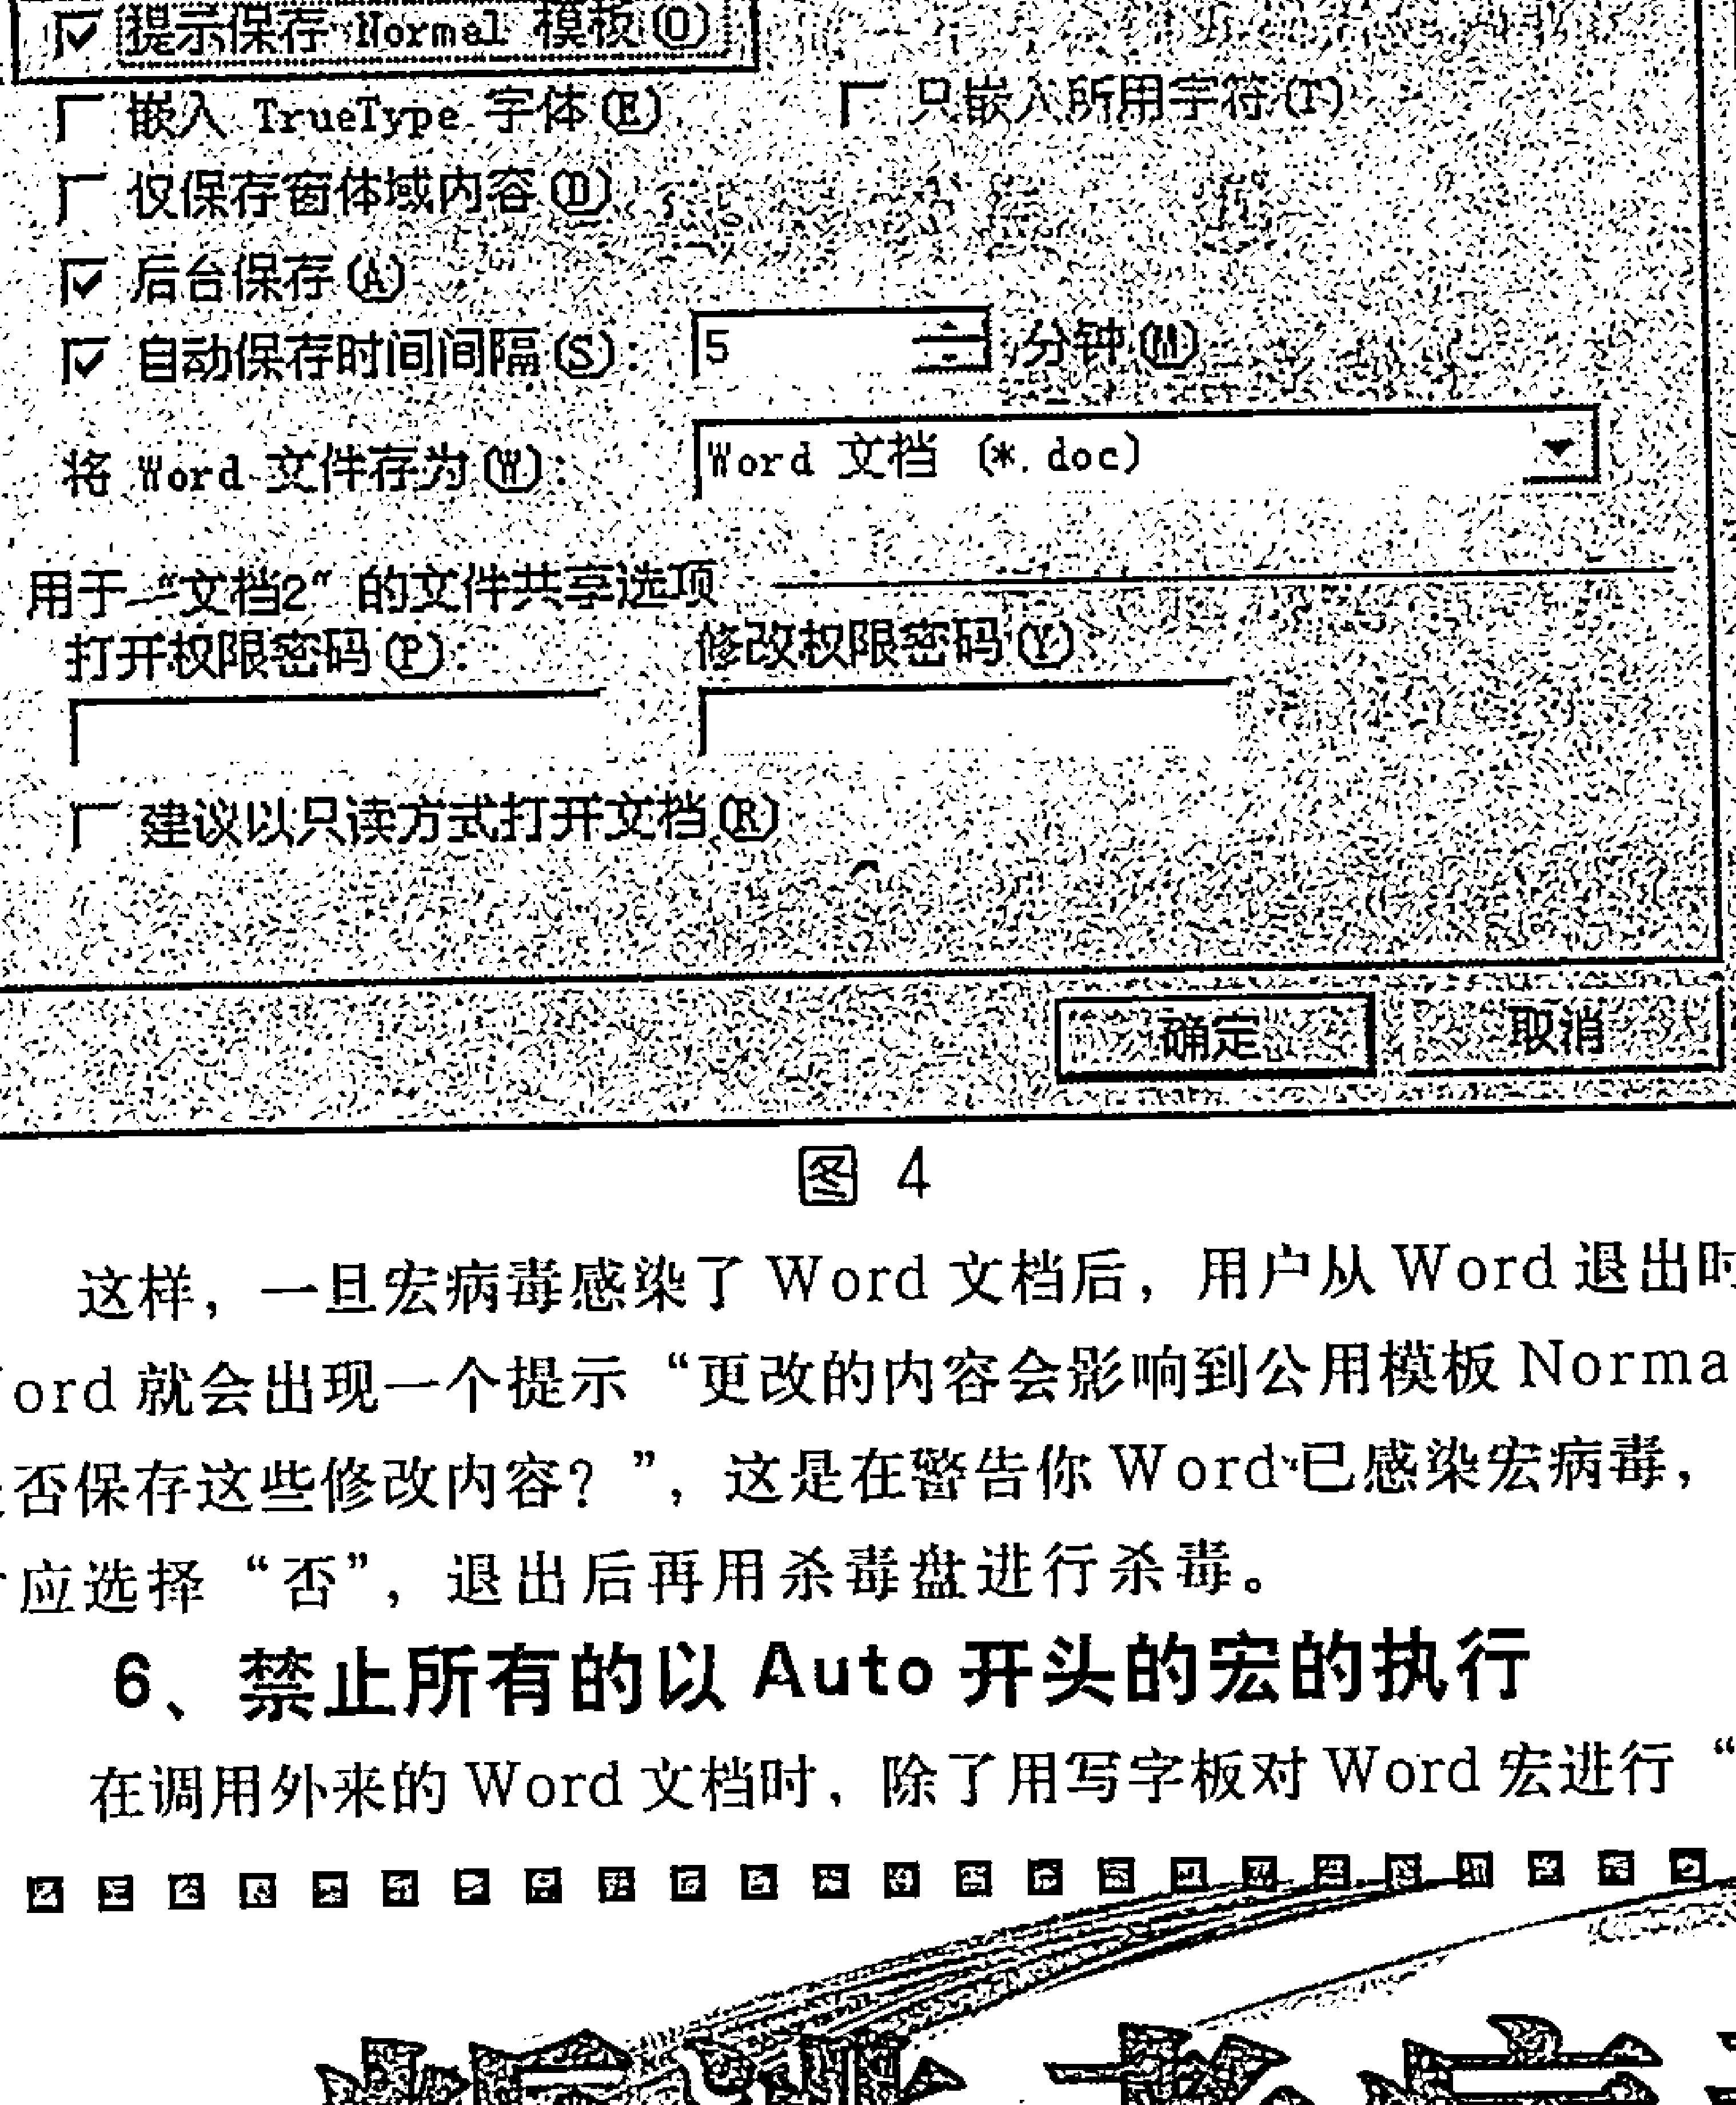 提示保存 Normal 模板(O)
嵌入 TrueType 字体(E) 只嵌入所用字符(T)
仅保存窗体域内容(D)
后台保存(A)
自动保存时间间隔(S): 5 分钟(M)
将 Word 文件存为(W): Word 文档 (*.doc)
用于 “文档2” 的文件共享选项
打开权限密码(P): 修改权限密码(Y):
建议以只读方式打开文档(R)
确定 取消
图 4
这样，一旦宏病毒感染了 Word 文档后，用户从 Word 退出时
ord 就会出现一个提示“更改的内容会影响到公用模板 Norma
否保存这些修改内容？”，这是在警告你 Word 已感染宏病毒，
应选择“否”，退出后再用杀毒盘进行杀毒。
6、禁止所有的以 Auto 开头的宏的执行
在调用外来的 Word 文档时，除了用写字板对 Word 宏进行“